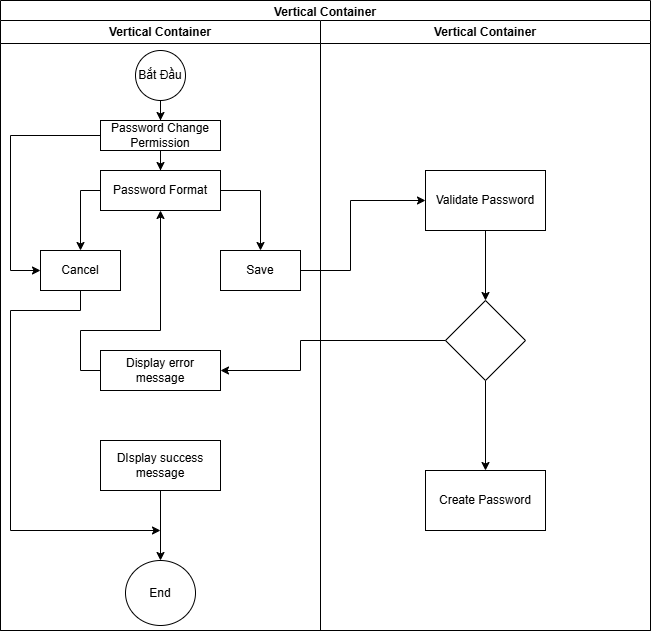 Vertical Container
Vertical Container
Vertical Container
Bắt Đầu
Password Change
Permission
Password Format
Validate Password
Cancel
Save
Display error
message
DIsplay success
message
Create Password
End